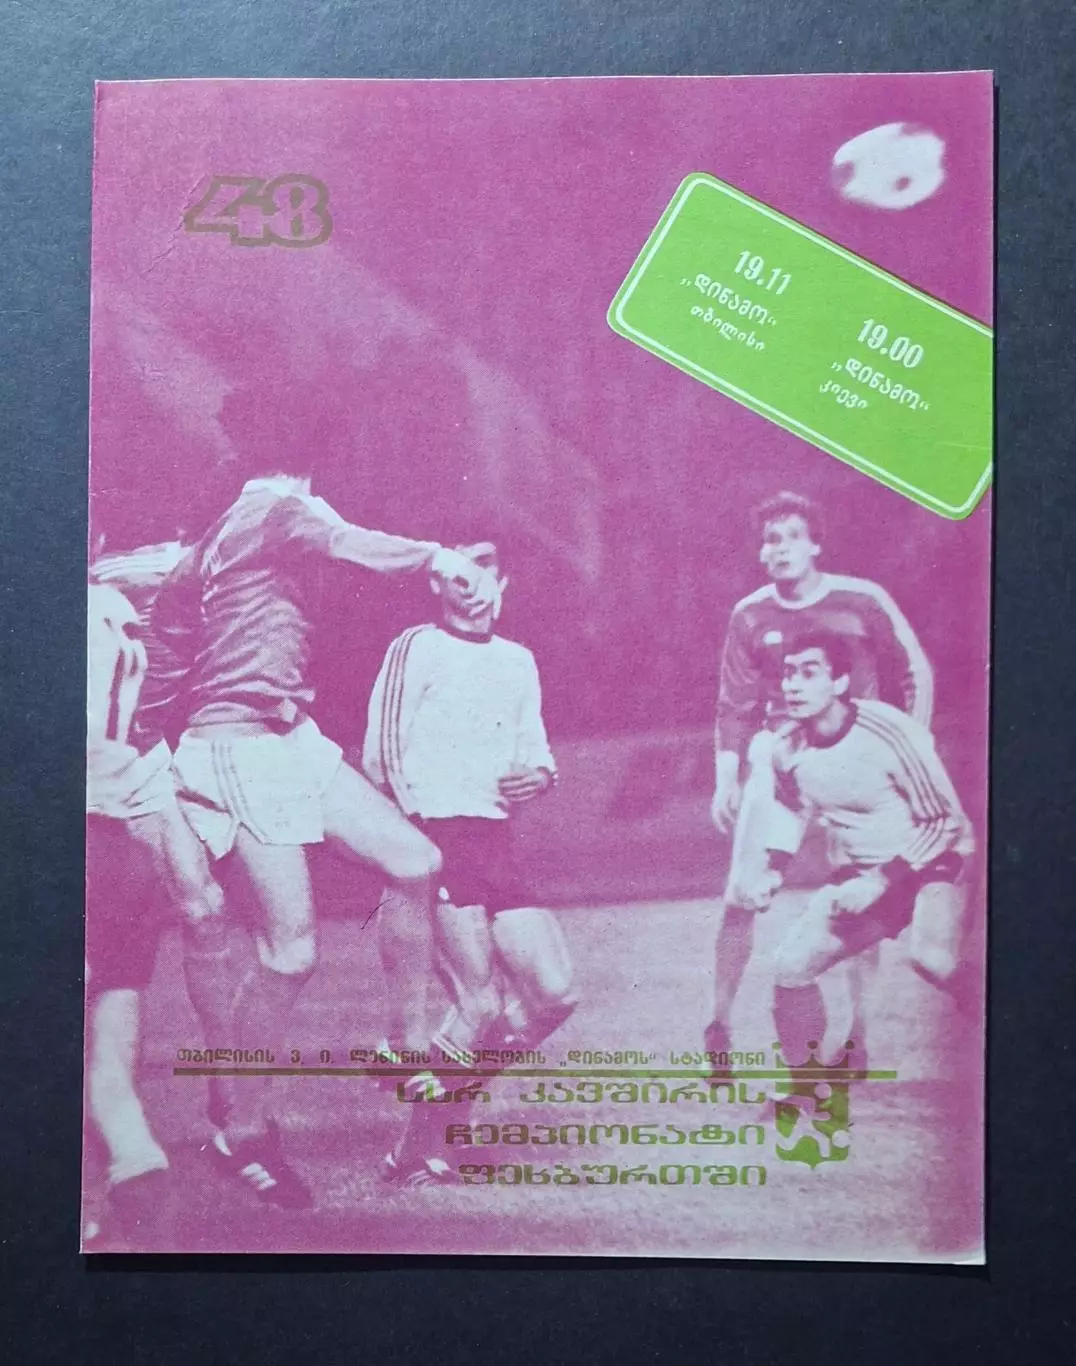 48
19.11
„დინამო“
თბილისი
19.00
„დინამო“
კიევი
თბილისის ვ. ი. ლენინის სახელობის „დინამოს“ სტადიონი
სსრ კავშირის
ჩემპიონატი
ფეხბურთში